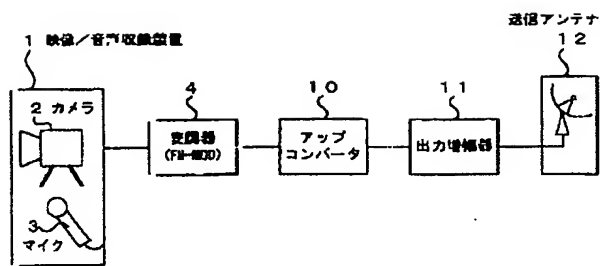 送信アンテナ
1 映像/音声収録装置
12
2 カメラ
4
10
11
変調器
(FM-MOD)
アップ
コンバータ
出力増幅器
3
マイク